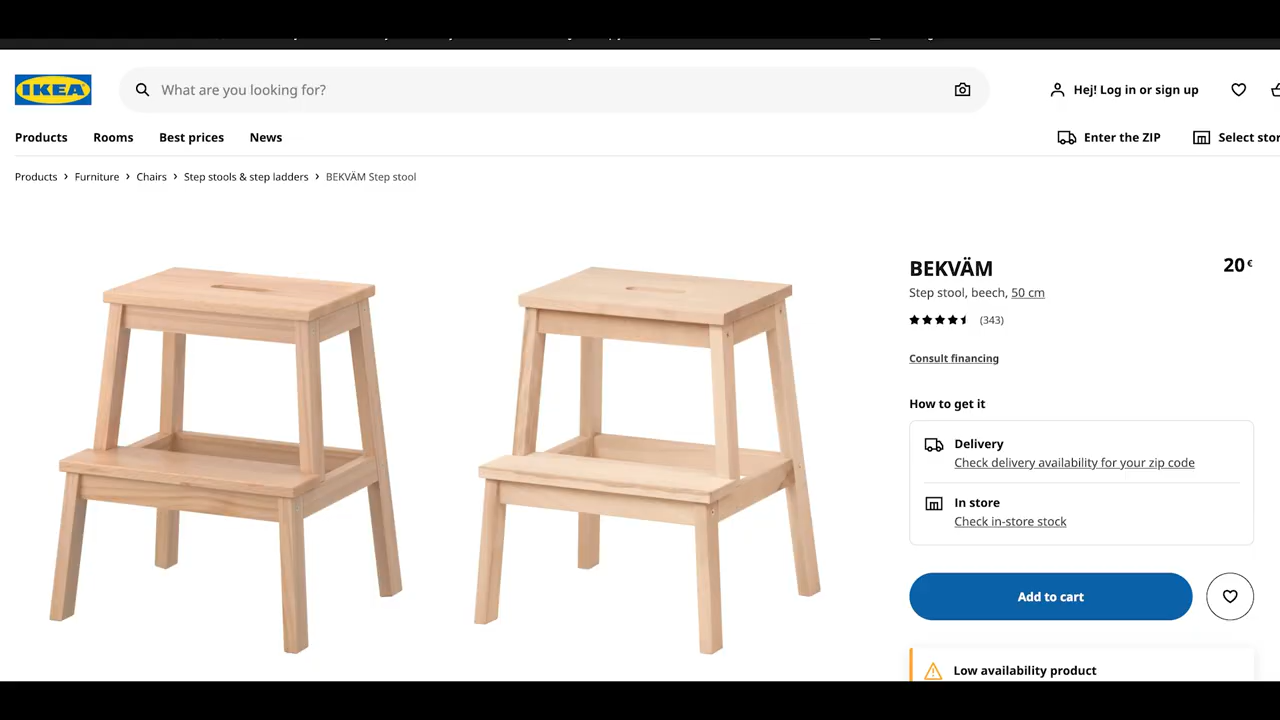 IKEA
What are you looking for?
Hej! Log in or sign up
Products Rooms Best prices News
Enter the ZIP
Products › Furniture › Chairs › Step stools & step ladders › BEKVÄM Step stool
BEKVÄM
20€
Step stool, beech, 50 cm
(343)
Consult financing
How to get it
Delivery
Check delivery availability for your zip code
In store
Check in-store stock
Add to cart
Low availability product